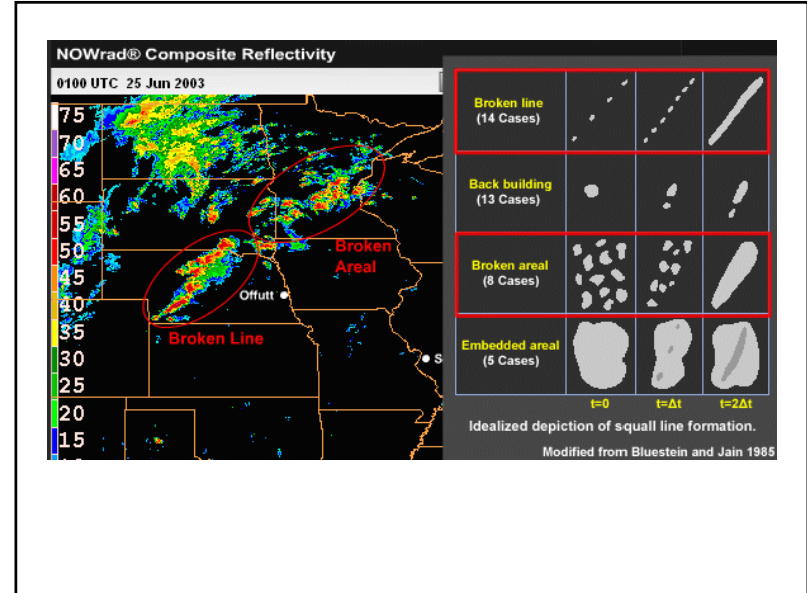 NOWrad® Composite Reflectivity
0100 UTC 25 Jun 2003
75
70
65
60
55
50
45
40
35
30
25
20
15
Broken
Areal
Offutt
Broken Line
S
Broken line
(14 Cases)
Back building
(13 Cases)
Broken area
(8 Cases)
Embedded areal
(5 Cases)
t=0 t=Δt t=2Δt
Idealized depiction of squall line formation.
Modified from Bluestein and Jain 1985